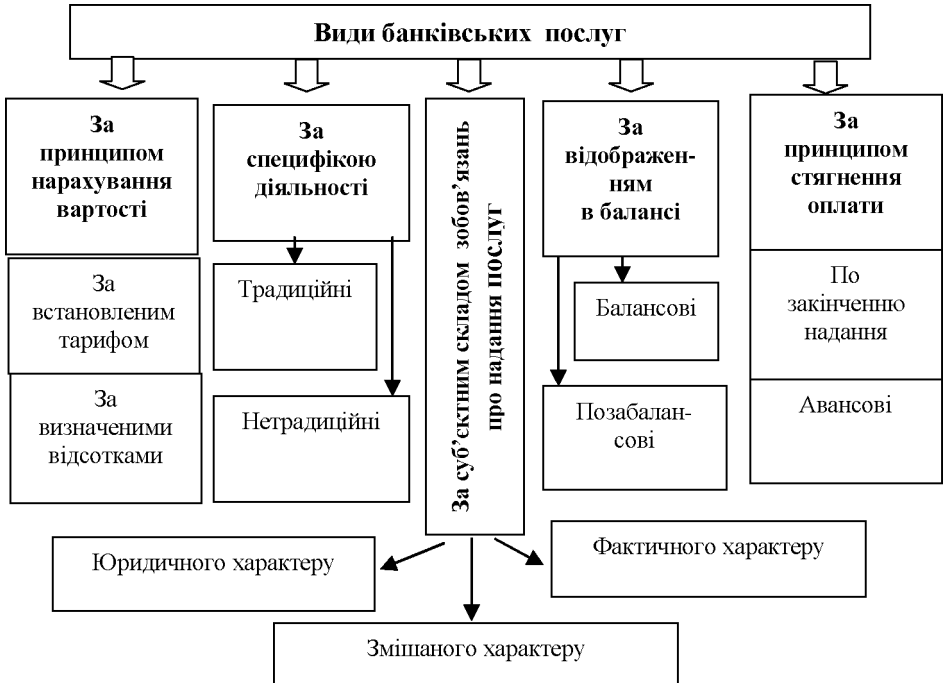 Види банківських послуг
За
принципом
нарахування
вартості
За
встановленим
тарифом
За
визначеними
відсотками
За
специфікою
діяльності
Традиційні
Нетрадиційні
За суб’єктним складом зобов’язань
про надання послуг
За
відображен-
ням
в балансі
Балансові
Позабалан-
сові
За
принципом
стягнення
оплати
По
закінченню
надання
Авансові
Юридичного характеру
Фактичного характеру
Змішаного характеру